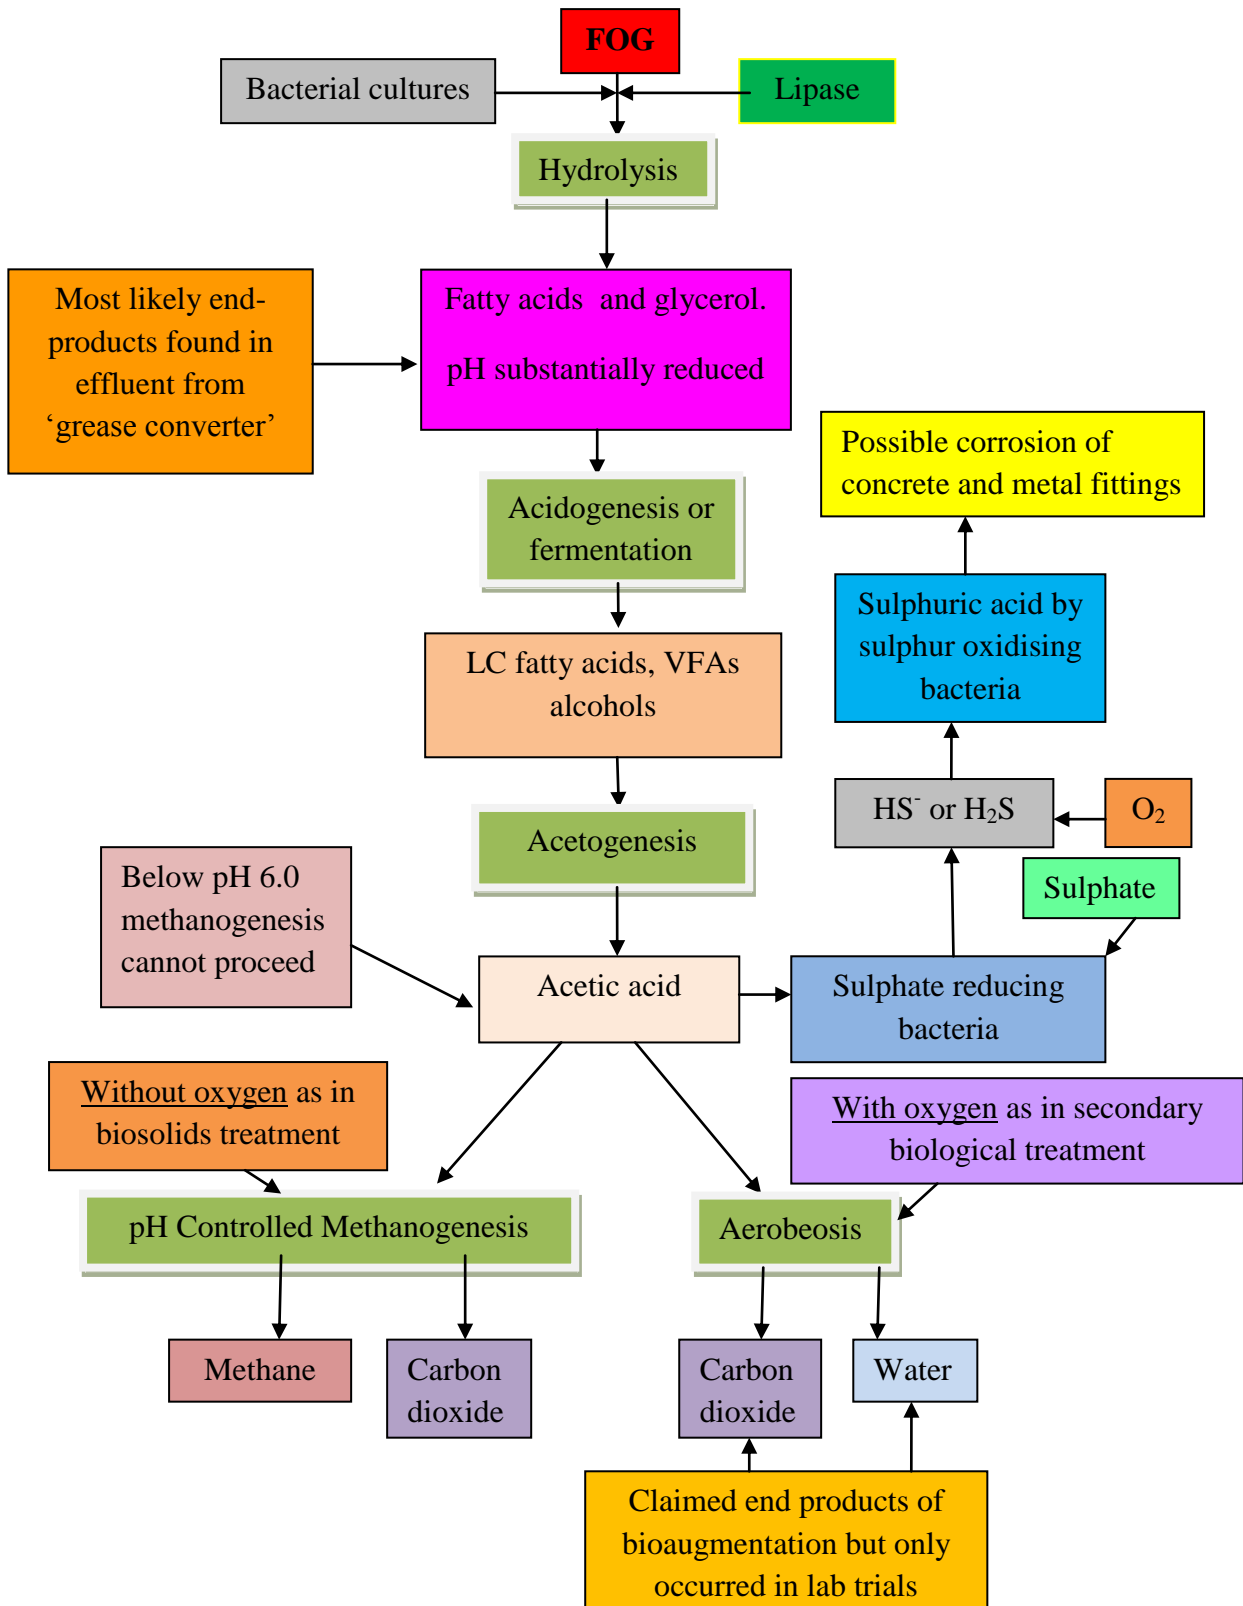 FOG
Bacterial cultures
Lipase
Hydrolysis
Most likely end-
products found in
effluent from
‘grease converter’
Fatty acids  and glycerol.
pH substantially reduced
Possible corrosion of
concrete and metal fittings
Acidogenesis or
fermentation
Sulphuric acid by
sulphur oxidising
bacteria
LC fatty acids, VFAs
alcohols
HS⁻ or H₂S
O₂
Acetogenesis
Below pH 6.0
methanogenesis
cannot proceed
Sulphate
Acetic acid
Sulphate reducing
bacteria
Without oxygen as in
biosolids treatment
With oxygen as in secondary
biological treatment
pH Controlled Methanogenesis
Aerobeosis
Methane
Carbon
dioxide
Carbon
dioxide
Water
Claimed end products of
bioaugmentation but only
occurred in lab trials